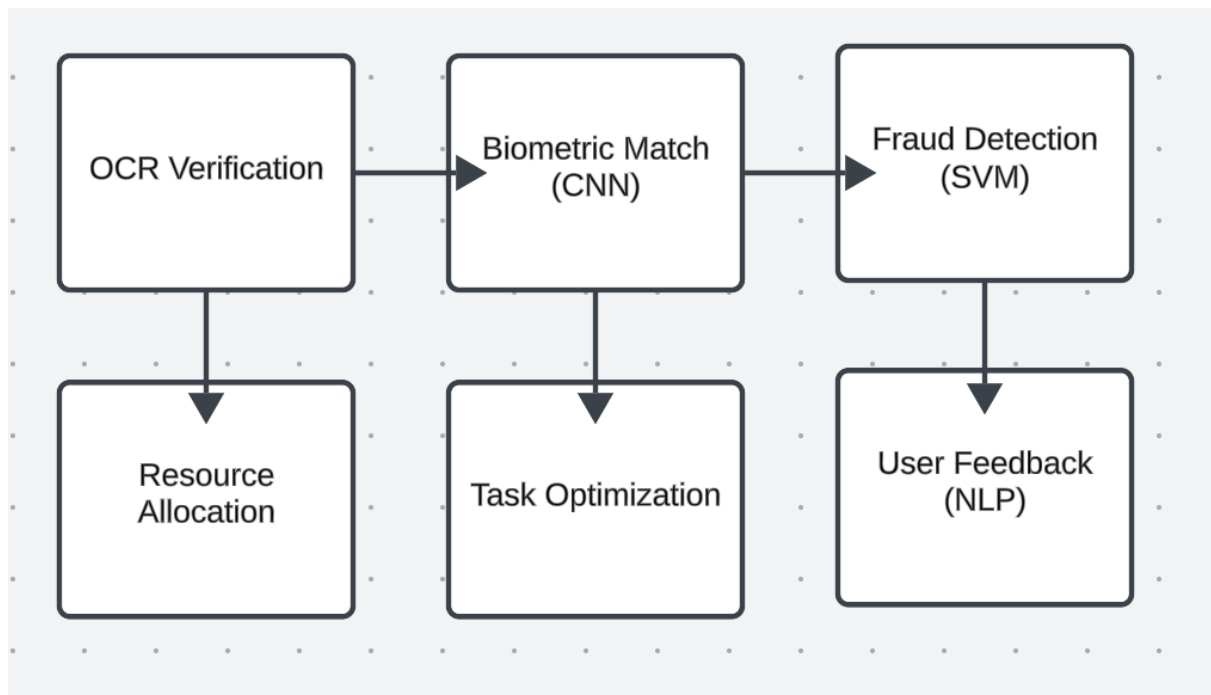 OCR Verification
Biometric Match
(CNN)
Fraud Detection
(SVM)
Resource
Allocation
Task Optimization
User Feedback
(NLP)